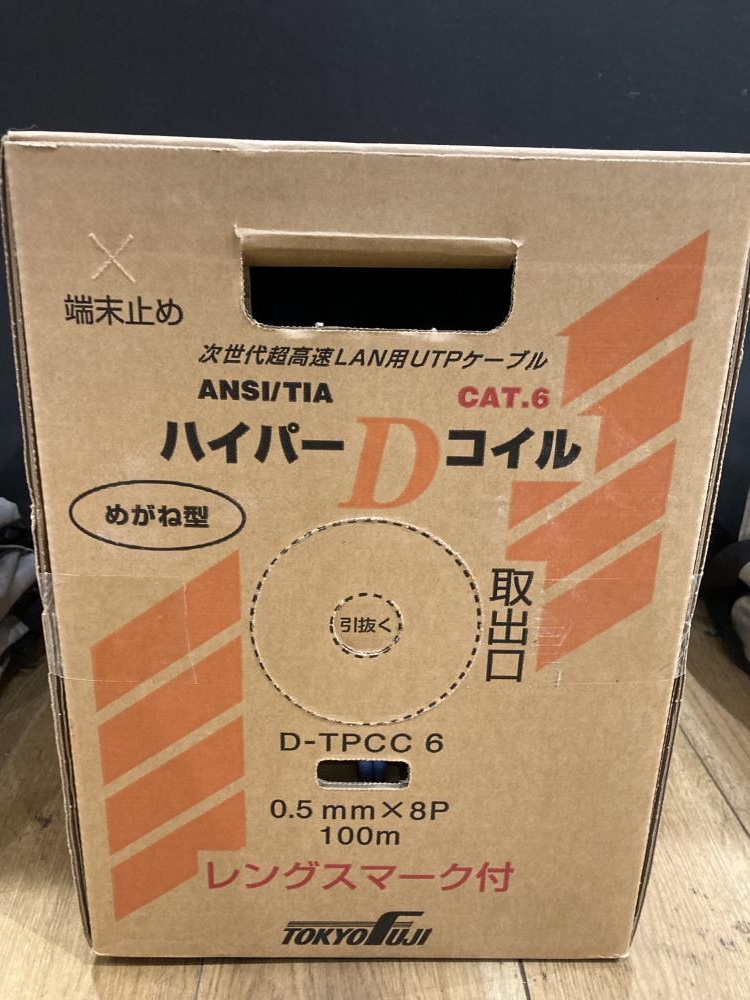 端末止め
次世代超高速LAN用UTPケーブル
ANSI/TIA CAT.6
ハイパーDコイル
めがね型
引抜く
取出口
D-TPCC 6
0.5mm×8P
100m
レングスマーク付
TOKYO FUJI